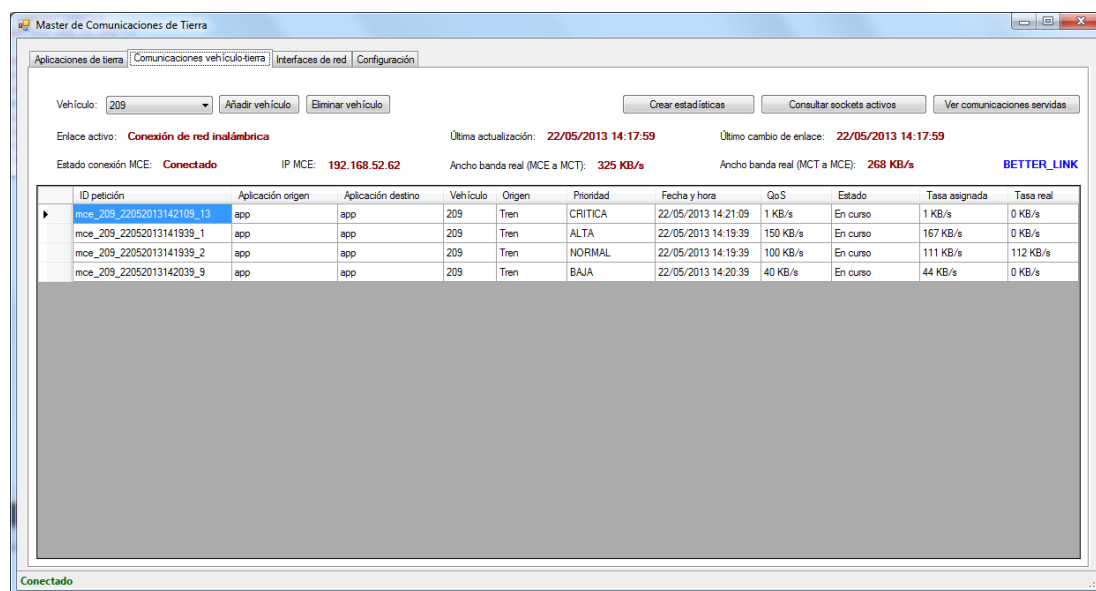 Master de Comunicaciones de Tierra
Aplicaciones de tierra Comunicaciones vehículo-tierra Interfaces de red Configuración
Vehículo: 209 Añadir vehículo Eliminar vehículo Crear estadísticas Consultar sockets activos Ver comunicaciones servidas
Enlace activo: Conexión de red inalámbrica Última actualización: 22/05/2013 14:17:59 Último cambio de enlace: 22/05/2013 14:17:59
Estado conexión MCE: Conectado IP MCE: 192.168.52.62 Ancho banda real (MCE a MCT): 325 KB/s Ancho banda real (MCT a MCE): 268 KB/s BETTER_LINK
ID petición Aplicación origen Aplicación destino Vehículo Origen Prioridad Fecha y hora QoS Estado Tasa asignada Tasa real
mce_209_22052013142109_13 app app 209 Tren CRITICA 22/05/2013 14:21:09 1 KB/s En curso 1 KB/s 0 KB/s
mce_209_22052013141939_1 app app 209 Tren ALTA 22/05/2013 14:19:39 150 KB/s En curso 167 KB/s 0 KB/s
mce_209_22052013141939_2 app app 209 Tren NORMAL 22/05/2013 14:19:39 100 KB/s En curso 111 KB/s 112 KB/s
mce_209_22052013142039_9 app app 209 Tren BAJA 22/05/2013 14:20:39 40 KB/s En curso 44 KB/s 0 KB/s
Conectado